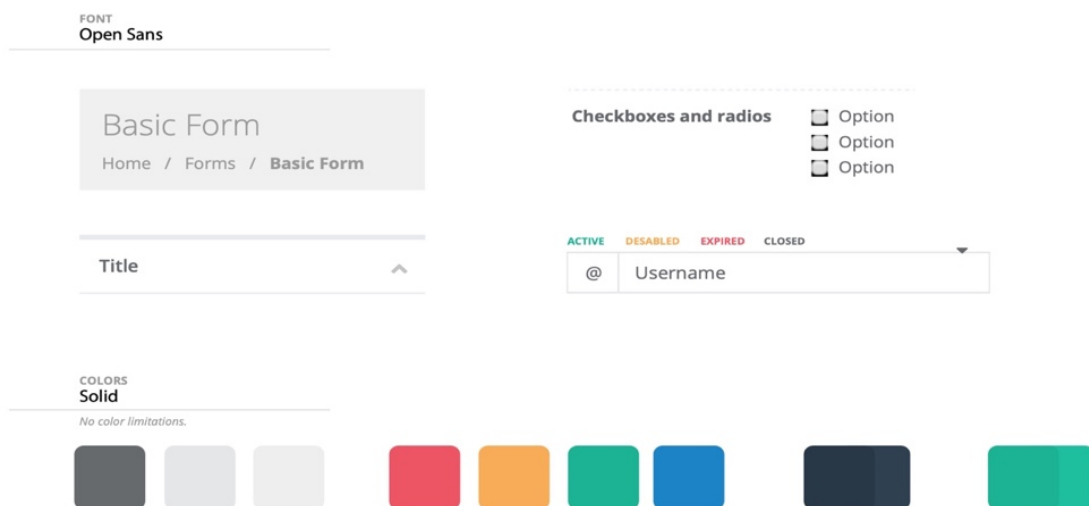 FONT
Open Sans
Basic Form
Home / Forms / Basic Form
Checkboxes and radios
Option
Option
Option
Title
ACTIVE DESABLED EXPIRED CLOSED
@ Username
COLORS
Solid
No color limitations.